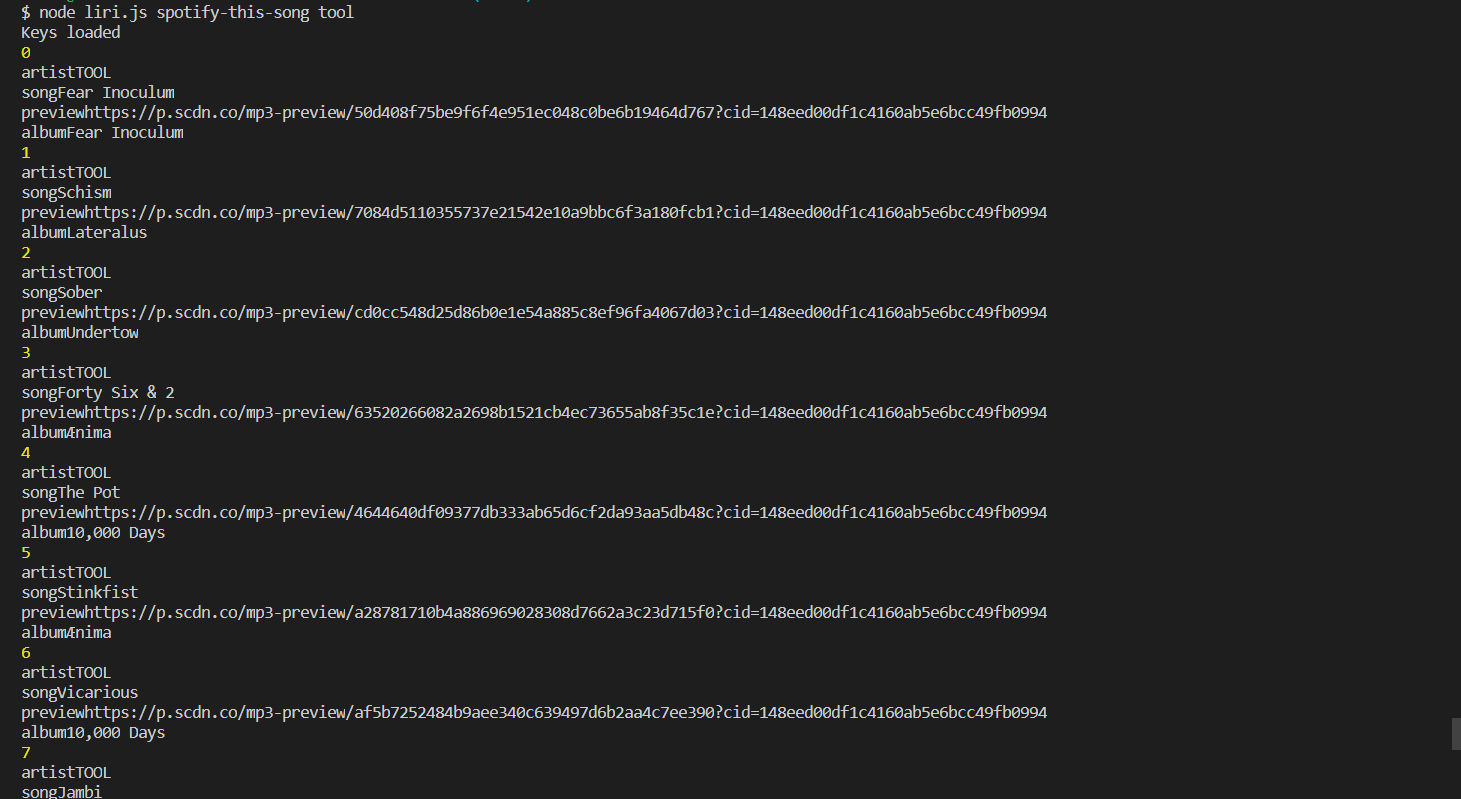 $ node liri.js spotify-this-song tool
Keys loaded
0
artistTOOL
songFear Inoculum
previewhttps://p.scdn.co/mp3-preview/50d408f75be9f6f4e951ec048c0be6b19464d767?cid=148eed00df1c4160ab5e6bcc49fb0994
albumFear Inoculum
1
artistTOOL
songSchism
previewhttps://p.scdn.co/mp3-preview/7084d5110355737e21542e10a9bbc6f3a180fcb1?cid=148eed00df1c4160ab5e6bcc49fb0994
albumLateralus
2
artistTOOL
songSober
previewhttps://p.scdn.co/mp3-preview/cd0cc548d25d86b0e1e54a885c8ef96fa4067d03?cid=148eed00df1c4160ab5e6bcc49fb0994
albumUndertow
3
artistTOOL
songForty Six & 2
previewhttps://p.scdn.co/mp3-preview/63520266082a2698b1521cb4ec73655ab8f35c1e?cid=148eed00df1c4160ab5e6bcc49fb0994
albumÆnima
4
artistTOOL
songThe Pot
previewhttps://p.scdn.co/mp3-preview/4644640df09377db333ab65d6cf2da93aa5db48c?cid=148eed00df1c4160ab5e6bcc49fb0994
album10,000 Days
5
artistTOOL
songStinkfist
previewhttps://p.scdn.co/mp3-preview/a28781710b4a886969028308d7662a3c23d715f0?cid=148eed00df1c4160ab5e6bcc49fb0994
albumÆnima
6
artistTOOL
songVicarious
previewhttps://p.scdn.co/mp3-preview/af5b7252484b9aee340c639497d6b2aa4c7ee390?cid=148eed00df1c4160ab5e6bcc49fb0994
album10,000 Days
7
artistTOOL
songJambi